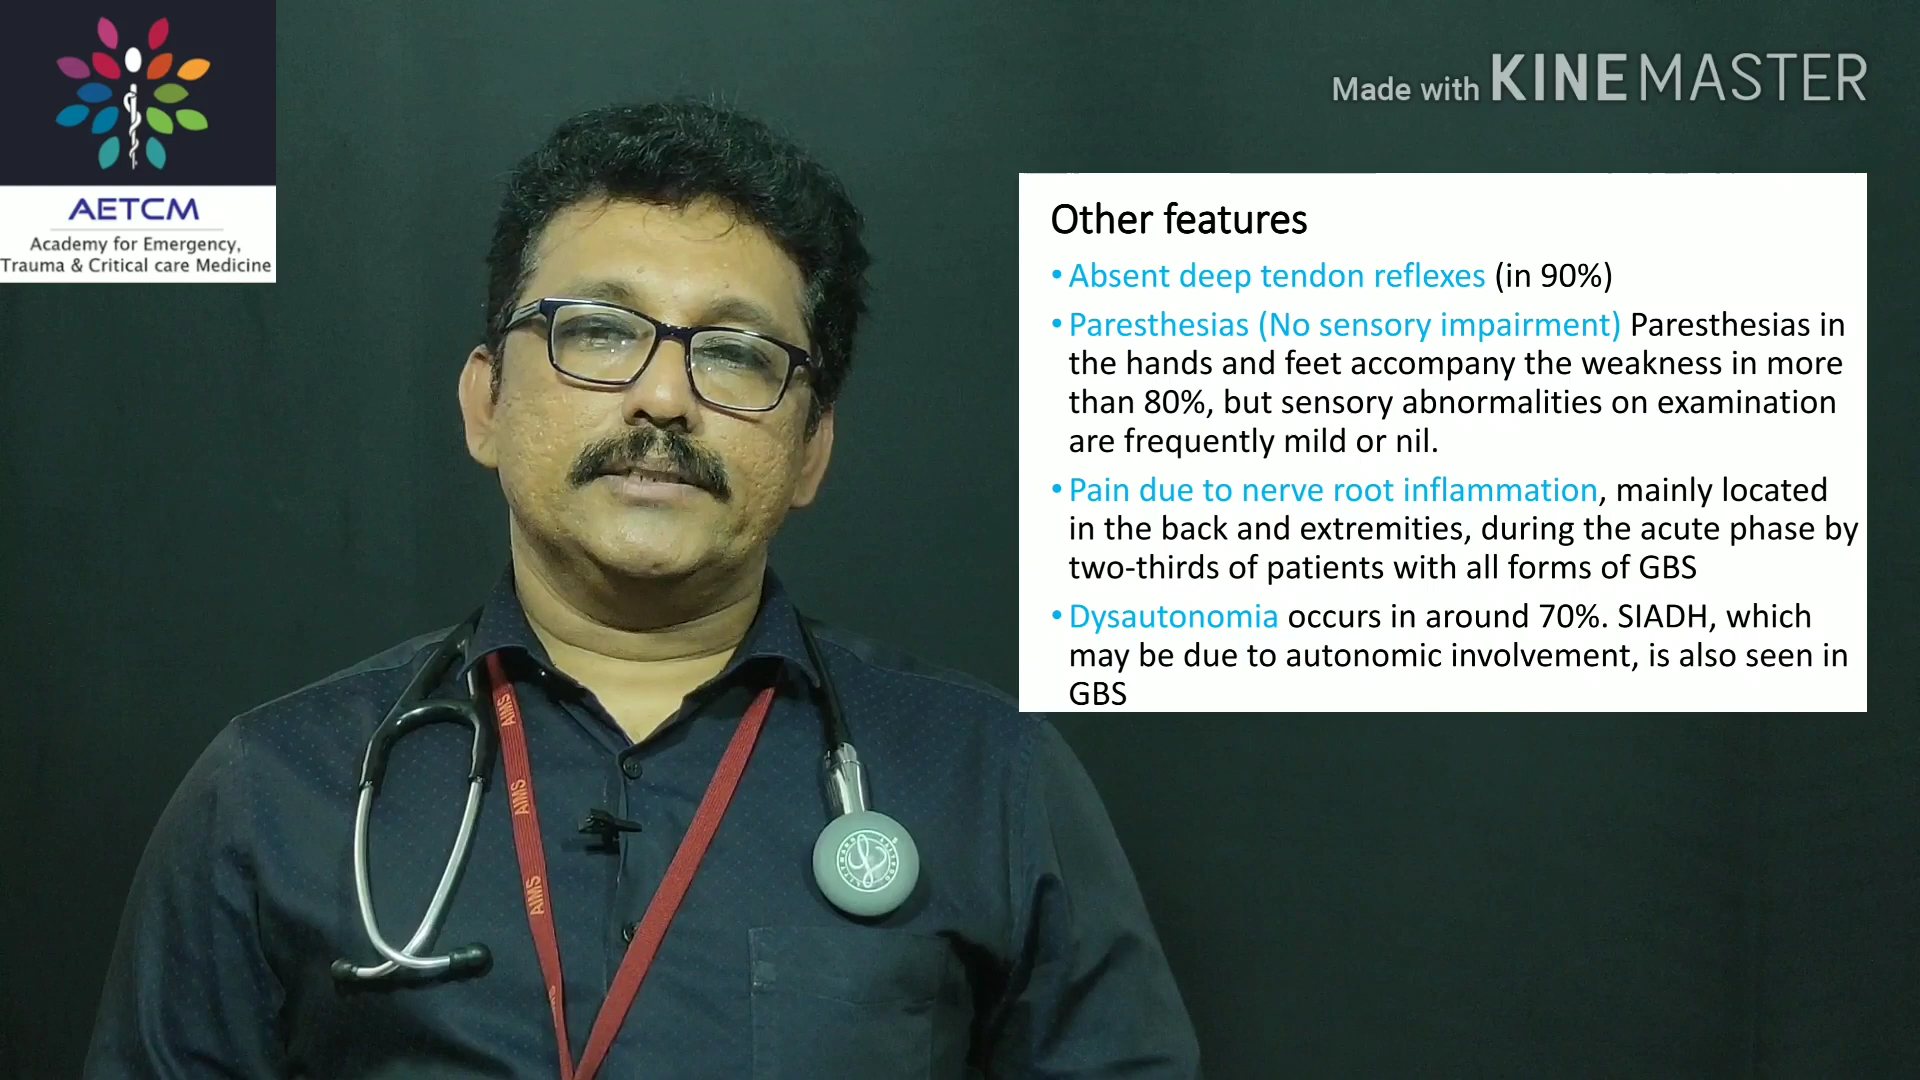 AETCM
Academy for Emergency,
Trauma & Critical care Medicine
Made with KINEMASTER
Other features
• Absent deep tendon reflexes (in 90%)
• Paresthesias (No sensory impairment) Paresthesias in
the hands and feet accompany the weakness in more
than 80%, but sensory abnormalities on examination
are frequently mild or nil.
• Pain due to nerve root inflammation, mainly located
in the back and extremities, during the acute phase by
two-thirds of patients with all forms of GBS
• Dysautonomia occurs in around 70%. SIADH, which
may be due to autonomic involvement, is also seen in
GBS
AIMS
AIMS
AIMS